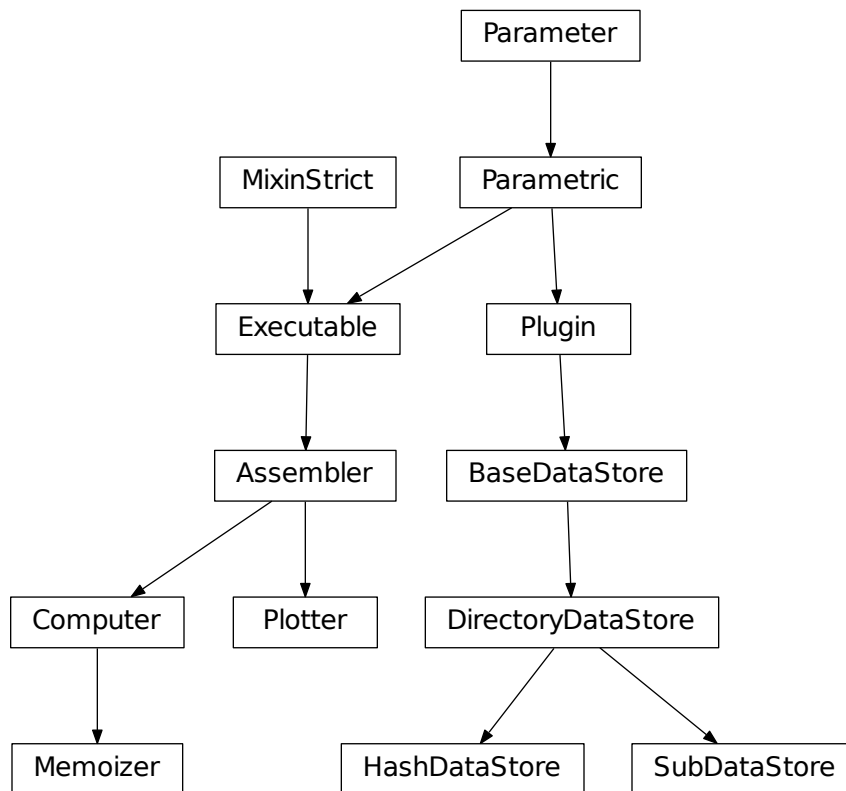 Parameter
MixinStrict
Parametric
Executable
Plugin
Assembler
BaseDataStore
Computer
Plotter
DirectoryDataStore
Memoizer
HashDataStore
SubDataStore